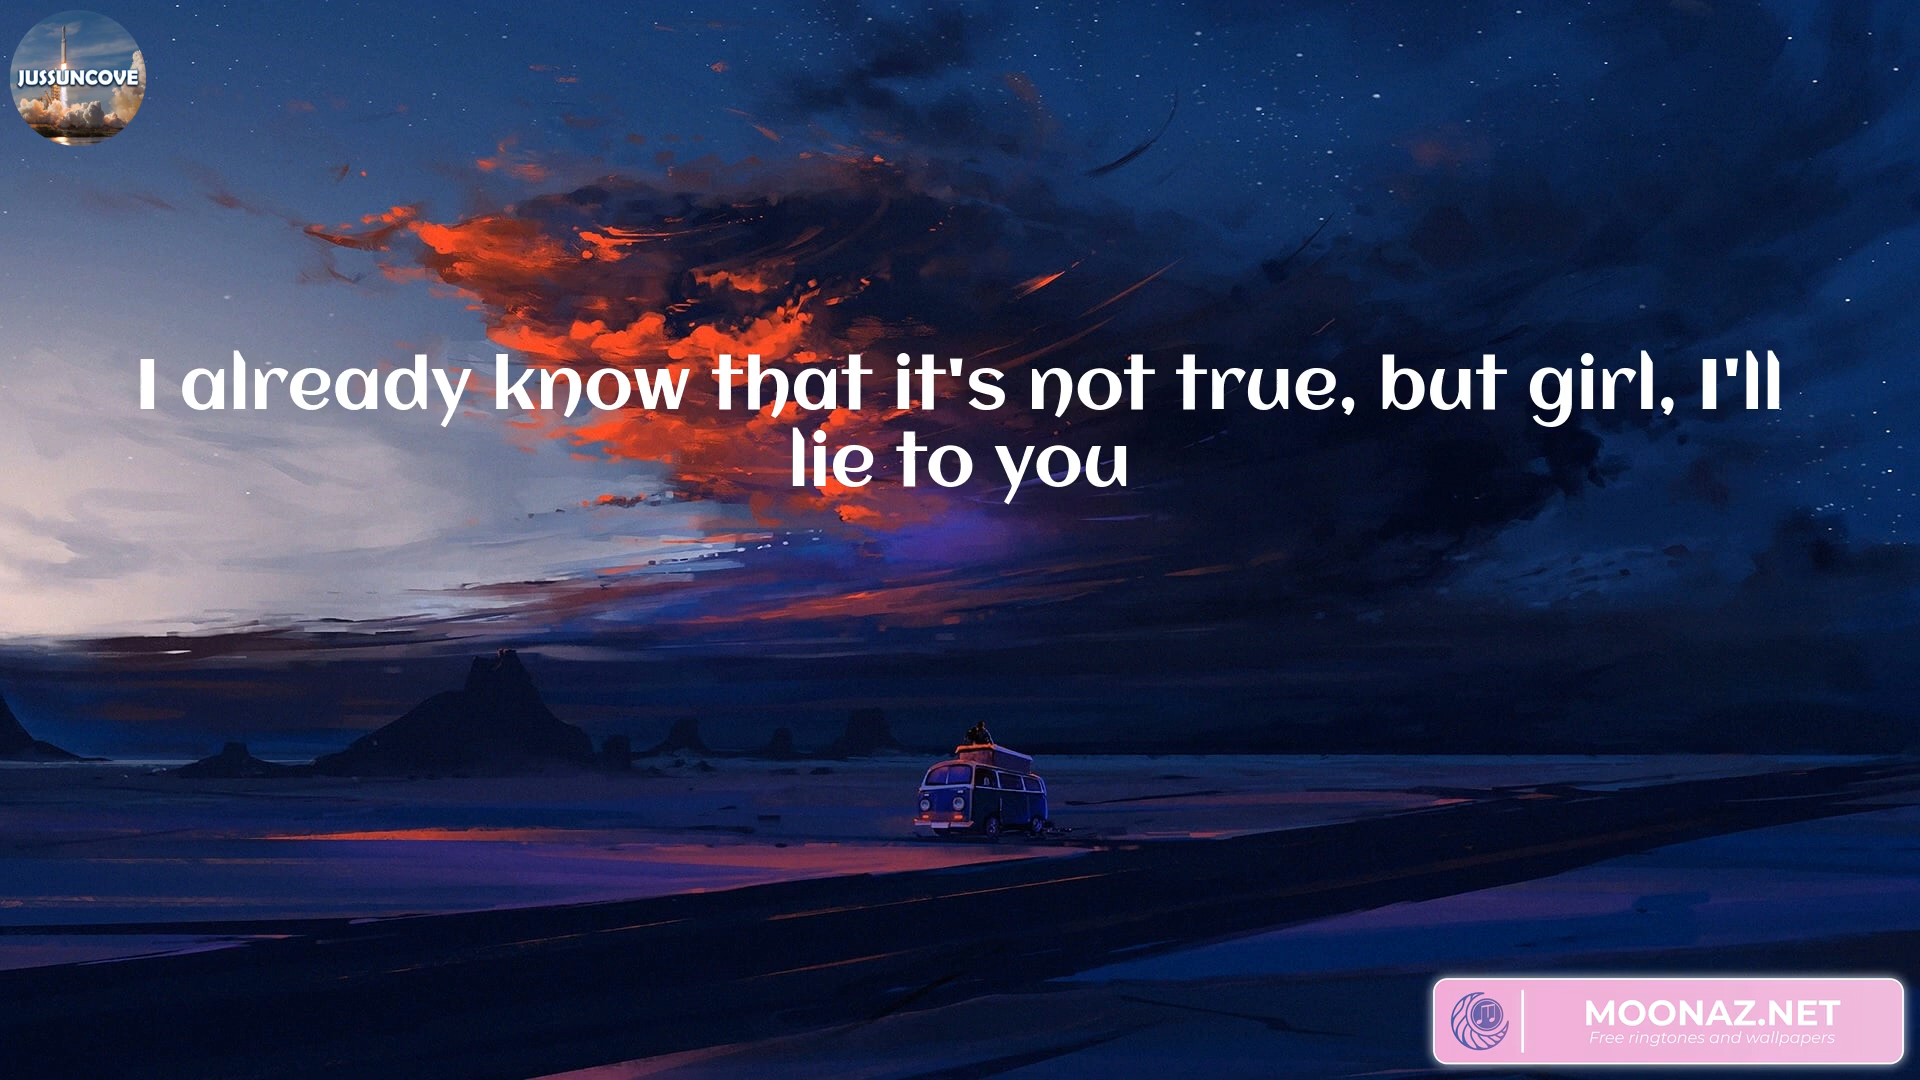 JUSSUNCOVE
I already know that it's not true, but girl, I'll
lie to you
MOONAZ.NET
Free ringtones and wallpapers